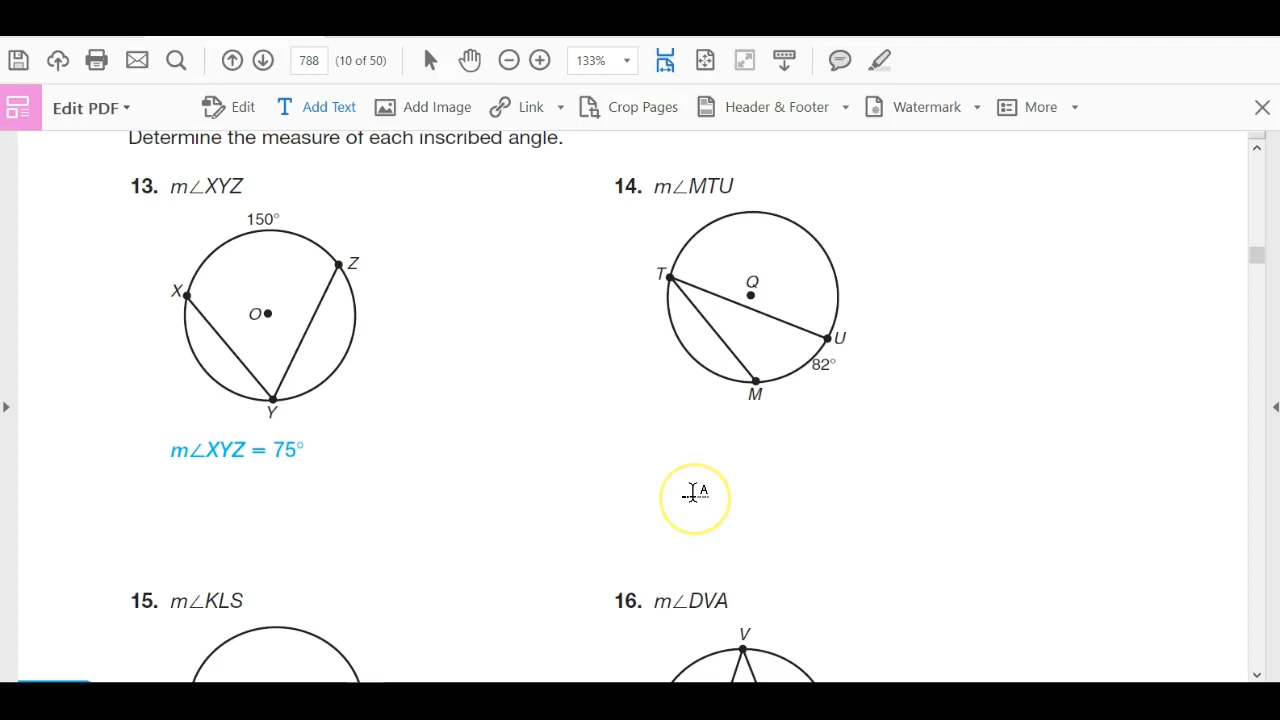 788 (10 of 50) 133%
Edit PDF Edit Add Text Add Image Link Crop Pages Header & Footer Watermark More
Determine the measure of each inscribed angle.
13. m∠XYZ
150°
Z
X
O
Y
m∠XYZ = 75°
14. m∠MTU
T
Q
U
82°
M
A
15. m∠KLS
16. m∠DVA
V